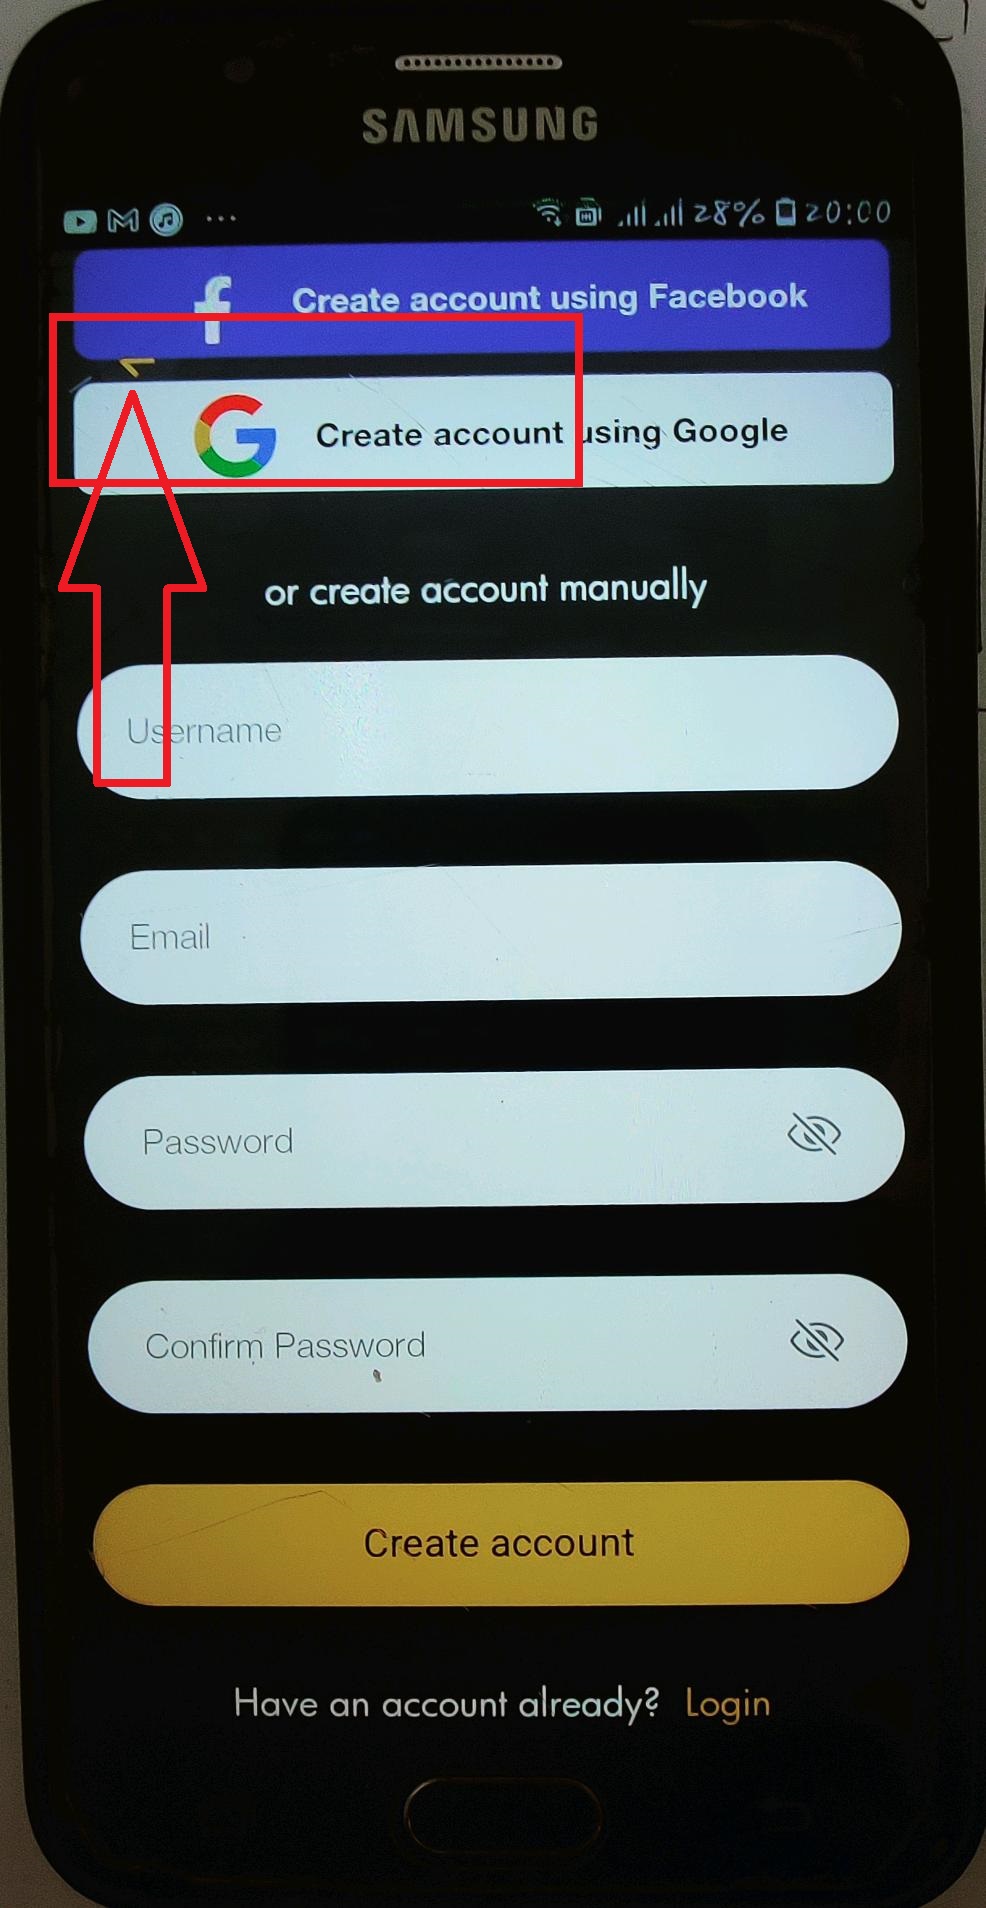 SAMSUNG
28% 20:00
f Create account using Facebook
G Create account using Google
or create account manually
Username
Email
Password
Confirm Password
Create account
Have an account already? Login